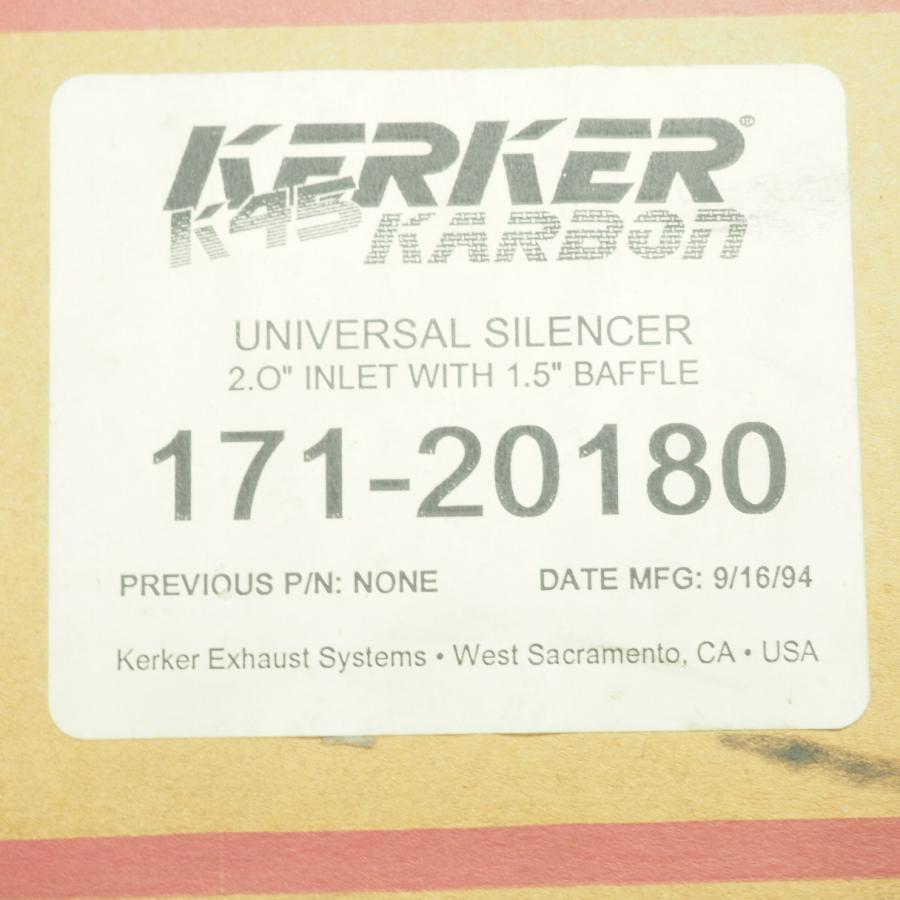 KERKER®
K45 KARBON
UNIVERSAL SILENCER
2.O" INLET WITH 1.5" BAFFLE
171-20180
PREVIOUS P/N: NONE DATE MFG: 9/16/94
Kerker Exhaust Systems • West Sacramento, CA • USA